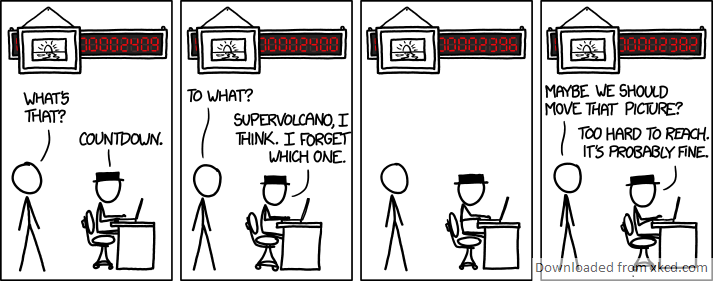 00002409
WHAT'S
THAT?
COUNTDOWN.
00002400
TO WHAT?
SUPERVOLCANO, I
THINK. I FORGET
WHICH ONE.
00002396
00002382
MAYBE WE SHOULD
MOVE THAT PICTURE?
TOO HARD TO REACH.
IT'S PROBABLY FINE.
Downloaded from xkcd.com